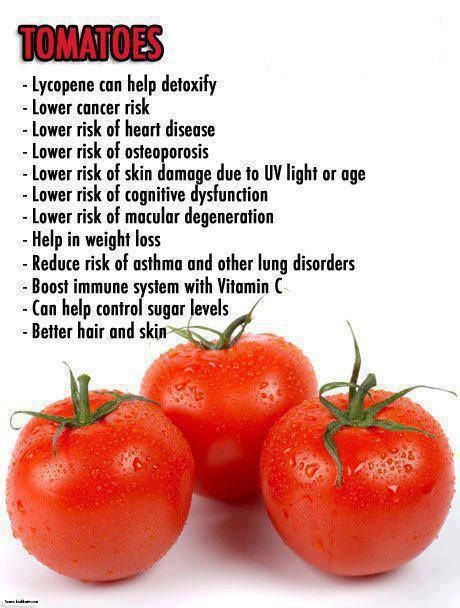 TOMATOES
- Lycopene can help detoxify
- Lower cancer risk
- Lower risk of heart disease
- Lower risk of osteoporosis
- Lower risk of skin damage due to UV light or age
- Lower risk of cognitive dysfunction
- Lower risk of macular degeneration
- Help in weight loss
- Reduce risk of asthma and other lung disorders
- Boost immune system with Vitamin C
- Can help control sugar levels
- Better hair and skin